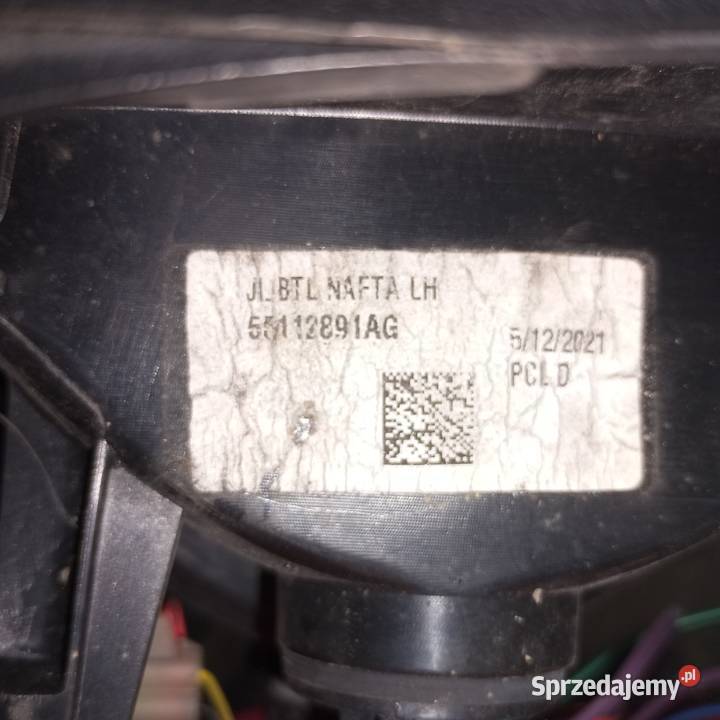 JL BTL NAFTA LH
55112891AG
5/12/2021
PCL D
Sprzedajemy.pl